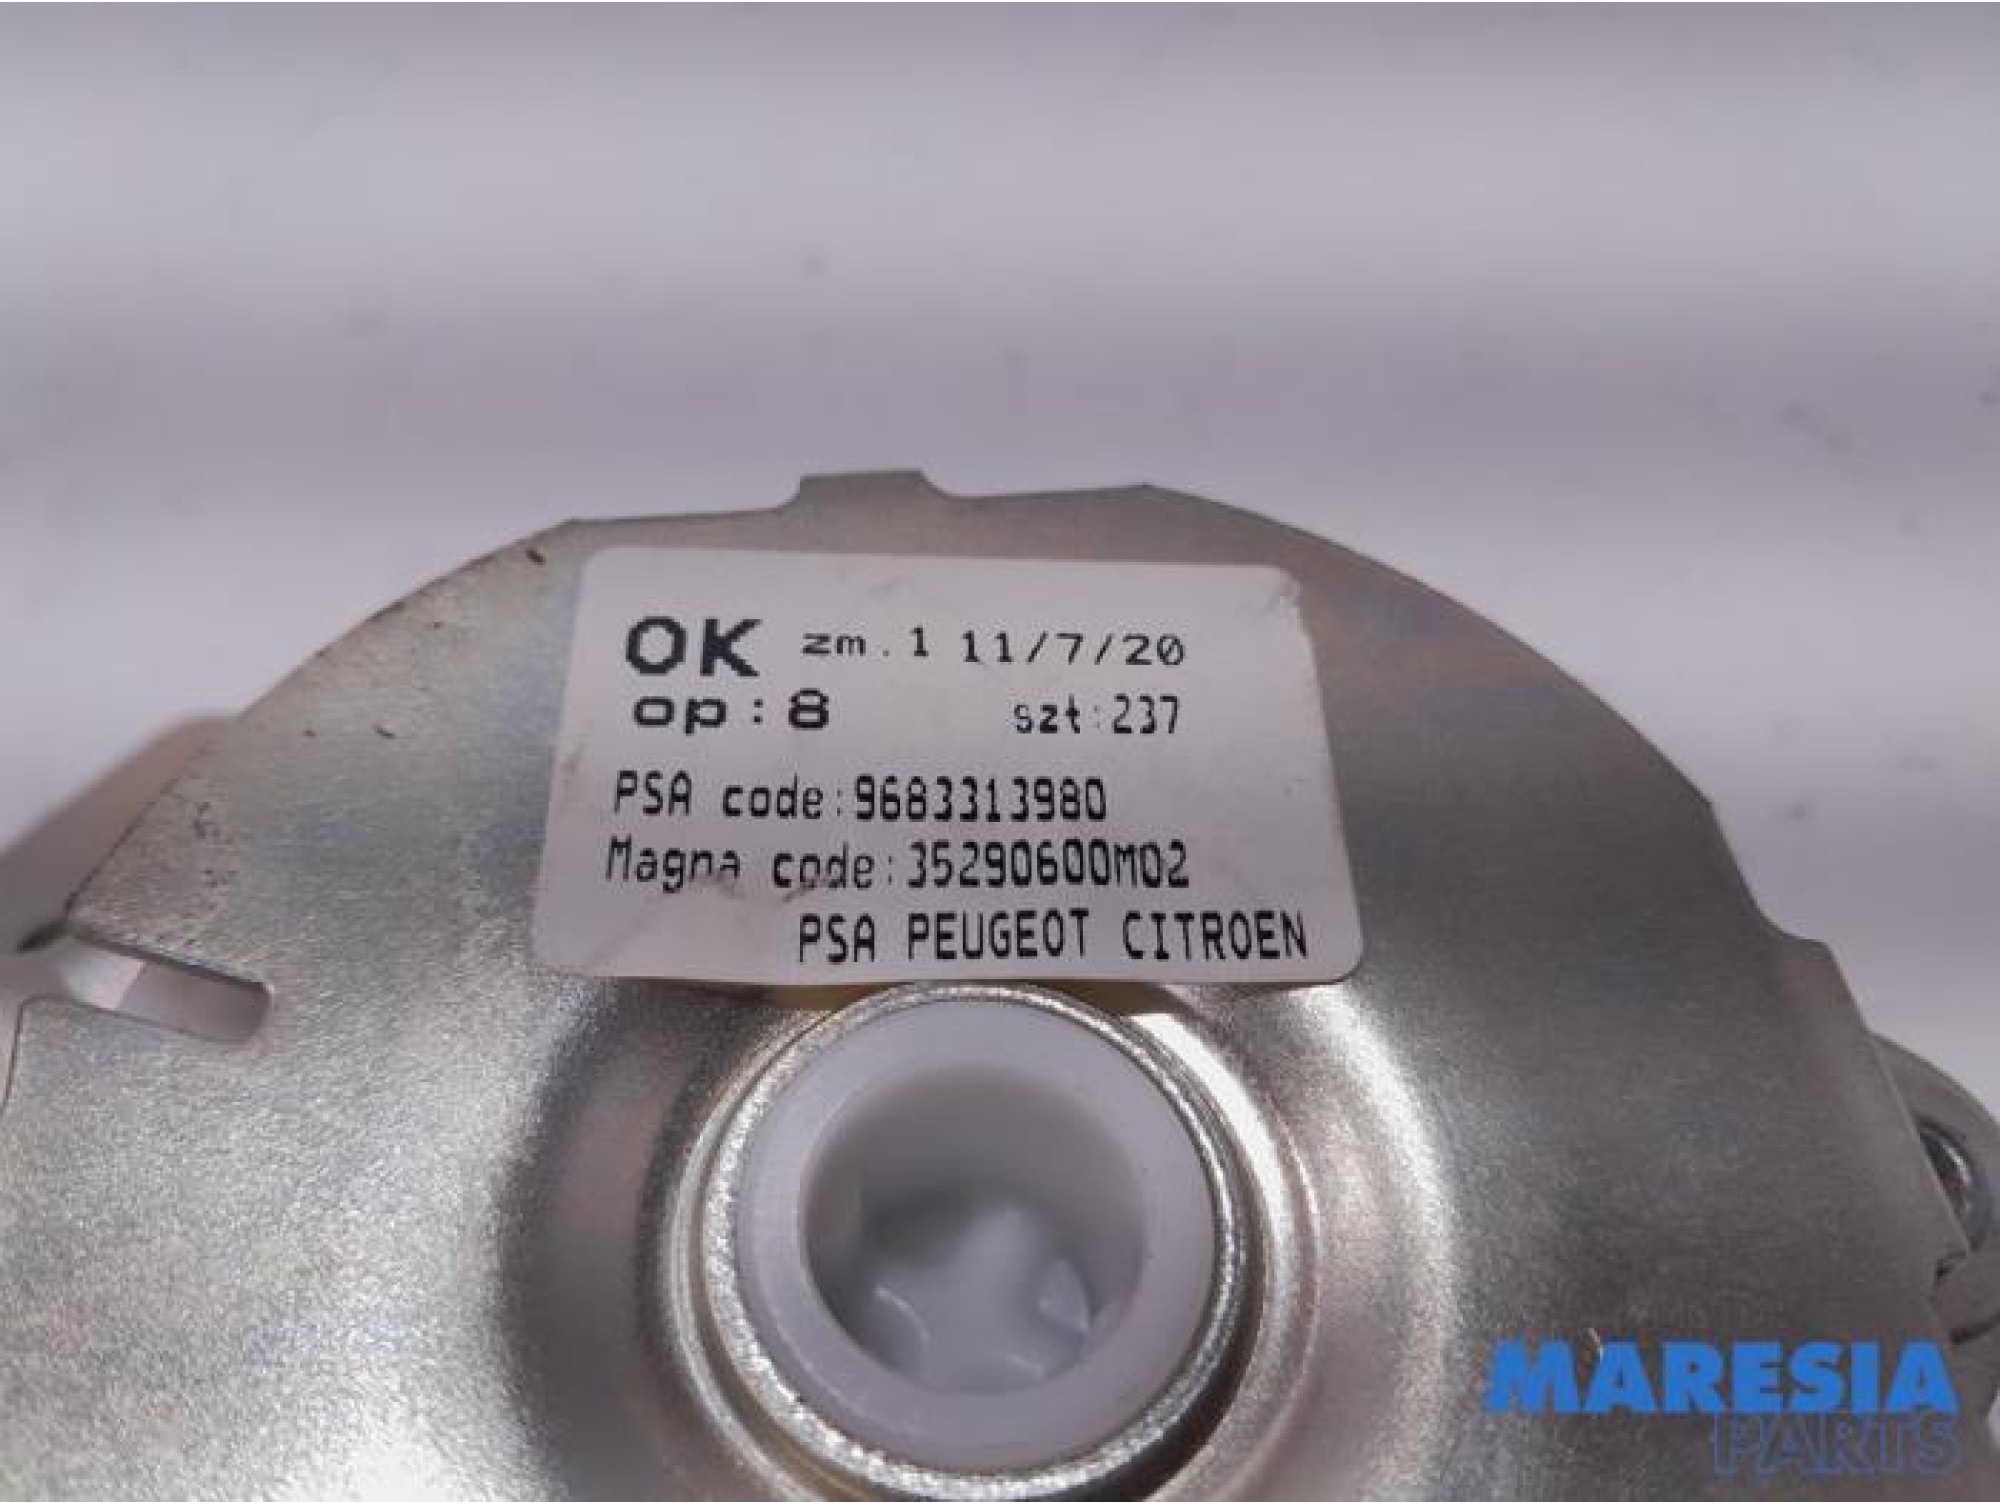 OK zm.1 11/7/20
op:8 szt:237
PSA code:9683313980
Magna code:35290600M02
PSA PEUGEOT CITROEN
MARESIA
PARTS